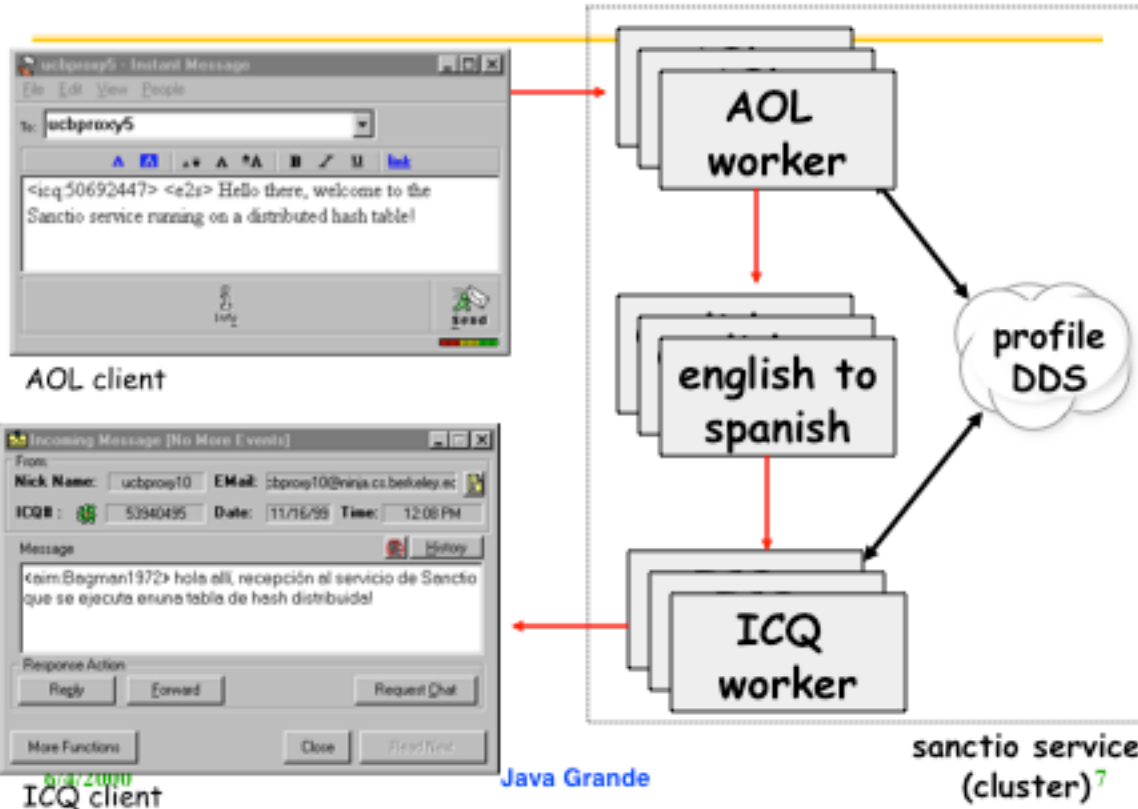 ucbproxy5 - Instant Message
File Edit View People
To: ucbproxy5
A A A A A B I U link
<icq:50692447> <e2s> Hello there, welcome to the
Sanctio service running on a distributed hash table!
Info
Send
AOL client
Incoming Message [No More Events]
From:
Nick Name: ucbproxy10 EMail: cbproxy10@ninja.cs.berkeley.ec
ICQ#: 53940495 Date: 11/16/99 Time: 12:08 PM
Message
History
<aim:Bagman1972> hola allí, recepción al servicio de Sanctio
que se ejecuta enuna tabla de hash distribuida!
Response Action
Reply
Forward
Request Chat
More Functions
Close
Read Next
6/4/2000
ICQ client
Java Grande
AOL
worker
english to
spanish
ICQ
worker
profile
DDS
sanctio service
(cluster)
7